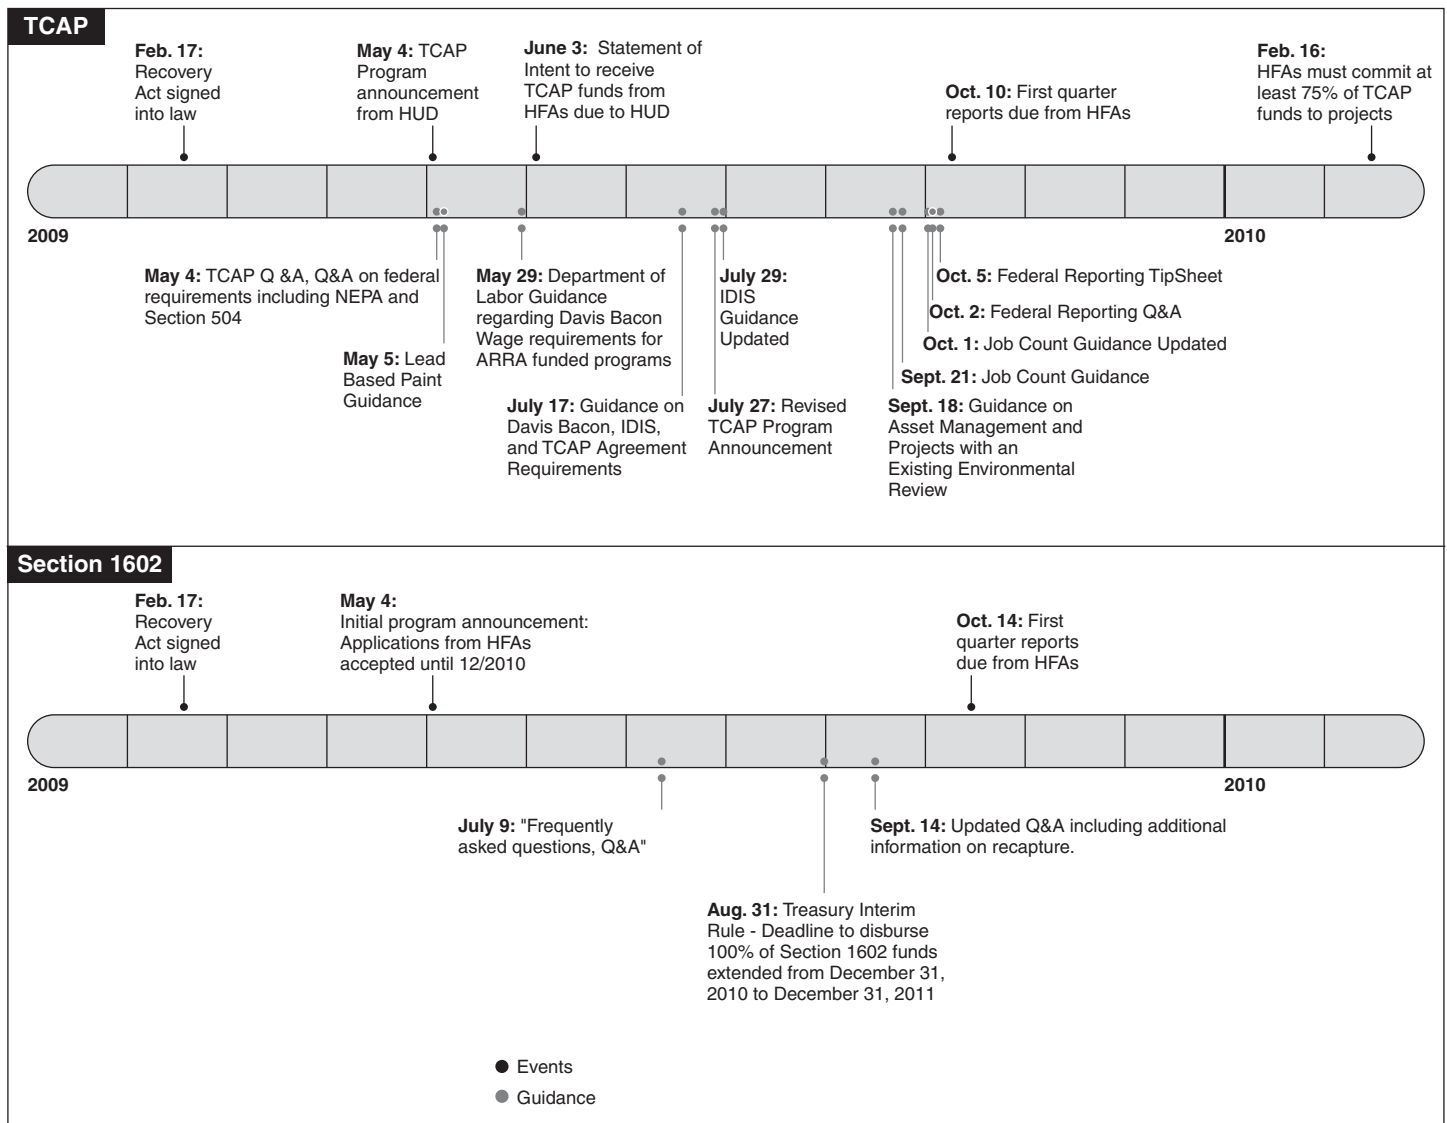 TCAP
Feb. 17:
Recovery
Act signed
into law
May 4: TCAP
Program
announcement
from HUD
June 3: Statement of
Intent to receive
TCAP funds from
HFAs due to HUD
Oct. 10: First quarter
reports due from HFAs
Feb. 16:
HFAs must commit at
least 75% of TCAP
funds to projects
2009
2010
May 4: TCAP Q &A, Q&A on federal
requirements including NEPA and
Section 504
May 5: Lead
Based Paint
Guidance
May 29: Department of
Labor Guidance
regarding Davis Bacon
Wage requirements for
ARRA funded programs
July 17: Guidance on
Davis Bacon, IDIS,
and TCAP Agreement
Requirements
July 29:
IDIS
Guidance
Updated
July 27: Revised
TCAP Program
Announcement
Oct. 5: Federal Reporting TipSheet
Oct. 2: Federal Reporting Q&A
Oct. 1: Job Count Guidance Updated
Sept. 21: Job Count Guidance
Sept. 18: Guidance on
Asset Management and
Projects with an
Existing Environmental
Review
Section 1602
Feb. 17:
Recovery
Act signed
into law
May 4:
Initial program announcement:
Applications from HFAs
accepted until 12/2010
Oct. 14: First
quarter reports
due from HFAs
2009
2010
July 9: "Frequently
asked questions, Q&A"
Sept. 14: Updated Q&A including additional
information on recapture.
Aug. 31: Treasury Interim
Rule - Deadline to disburse
100% of Section 1602 funds
extended from December 31,
2010 to December 31, 2011
Events
Guidance